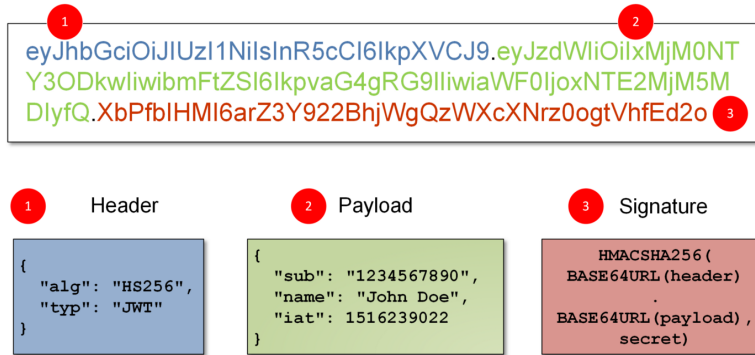 1
2
eyJhbGciOiJIUzI1NiIsInR5cCI6IkpXVCJ9.eyJzdWIiOiIxMjM0NT
Y3ODkwIiwibmFtZSI6IkpvaG4gRG9lIiwiaWF0IjoxNTE2MjM5M
DIyfQ.XbPfbIHMI6arZ3Y922BhjWgQzWXcXNrz0ogtVhfEd2o
3
1 Header
{
"alg": "HS256",
"typ": "JWT"
}
2 Payload
{
"sub": "1234567890",
"name": "John Doe",
"iat": 1516239022
}
3 Signature
HMACSHA256(
BASE64URL(header)
.
BASE64URL(payload),
secret)